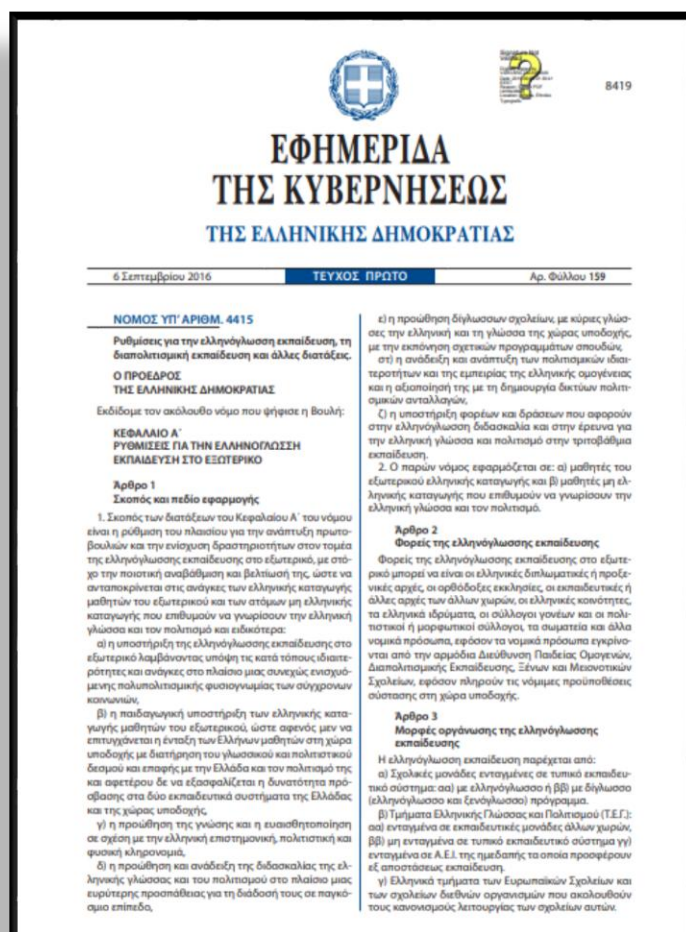 8419
ΕΦΗΜΕΡΙΔΑ
ΤΗΣ ΚΥΒΕΡΝΗΣΕΩΣ
ΤΗΣ ΕΛΛΗΝΙΚΗΣ ΔΗΜΟΚΡΑΤΙΑΣ
6 Σεπτεμβρίου 2016 ΤΕΥΧΟΣ ΠΡΩΤΟ Αρ. Φύλλου 159
ΝΟΜΟΣ ΥΠ’ ΑΡΙΘΜ. 4415
Ρυθμίσεις για την ελληνόγλωσση εκπαίδευση, τη
διαπολιτισμική εκπαίδευση και άλλες διατάξεις.
Ο ΠΡΟΕΔΡΟΣ
ΤΗΣ ΕΛΛΗΝΙΚΗΣ ΔΗΜΟΚΡΑΤΙΑΣ
Εκδίδομε τον ακόλουθο νόμο που ψήφισε η Βουλή:
ΚΕΦΑΛΑΙΟ Α΄
ΡΥΘΜΙΣΕΙΣ ΓΙΑ ΤΗΝ ΕΛΛΗΝΟΓΛΩΣΣΗ
ΕΚΠΑΙΔΕΥΣΗ ΣΤΟ ΕΞΩΤΕΡΙΚΟ
Άρθρο 1
Σκοπός και πεδίο εφαρμογής
1. Σκοπός των διατάξεων του Κεφαλαίου Α΄ του νόμου
είναι η ρύθμιση του πλαισίου για την ανάπτυξη πρωτο-
βουλιών και την ενίσχυση δραστηριοτήτων στον τομέα
της ελληνόγλωσσης εκπαίδευσης στο εξωτερικό, με στό-
χο την ποιοτική αναβάθμιση και βελτίωσή της, ώστε να
ανταποκρίνεται στις ανάγκες των ελληνικής καταγωγής
μαθητών του εξωτερικού και των ατόμων μη ελληνικής
καταγωγής που επιθυμούν να γνωρίσουν την ελληνική
γλώσσα και τον πολιτισμό και ειδικότερα:
α) η υποστήριξη της ελληνόγλωσσης εκπαίδευσης στο
εξωτερικό λαμβάνοντας υπόψη τις κατά τόπους ιδιαιτε-
ρότητες και ανάγκες στο πλαίσιο μιας συνεχώς ενισχυό-
μενης πολυπολιτισμικής φυσιογνωμίας των σύγχρονων
κοινωνιών,
β) η παιδαγωγική υποστήριξη των ελληνικής κατα-
γωγής μαθητών του εξωτερικού, ώστε αφενός μεν να
επιτυγχάνεται η ένταξη των Ελλήνων μαθητών στη χώρα
υποδοχής με διατήρηση του γλωσσικού και πολιτιστικού
δεσμού και επαφής με την Ελλάδα και τον πολιτισμό της
και αφετέρου δε να εξασφαλίζεται η δυνατότητα πρό-
σβασης στα δύο εκπαιδευτικά συστήματα της Ελλάδας
και της χώρας υποδοχής,
γ) η προώθηση της γνώσης και η ευαισθητοποίηση
σε σχέση με την ελληνική επιστημονική, πολιτιστική και
φυσική κληρονομιά,
δ) η προώθηση και ανάδειξη της διδασκαλίας της ελ-
ληνικής γλώσσας και του πολιτισμού στο πλαίσιο μιας
ευρύτερης προσπάθειας για τη διάδοσή τους σε παγκό-
σμιο επίπεδο,
ε) η προώθηση δίγλωσσων σχολείων, με κύριες γλώσ-
σες την ελληνική και τη γλώσσα της χώρας υποδοχής,
με την εκπόνηση σχετικών προγραμμάτων σπουδών,
στ) η ανάδειξη και ανάπτυξη των πολιτισμικών ιδιαι-
τεροτήτων και της εμπειρίας της ελληνικής ομογένειας
και η αξιοποίησή της με τη δημιουργία δικτύων πολιτι-
σμικών ανταλλαγών,
ζ) η υποστήριξη φορέων και δράσεων που αφορούν
στην ελληνόγλωσση διδασκαλία και στην έρευνα για
την ελληνική γλώσσα και πολιτισμό στην τριτοβάθμια
εκπαίδευση.
2. Ο παρών νόμος εφαρμόζεται σε: α) μαθητές του
εξωτερικού ελληνικής καταγωγής και β) μαθητές μη ελ-
ληνικής καταγωγής που επιθυμούν να γνωρίσουν την
ελληνική γλώσσα και τον πολιτισμό.
Άρθρο 2
Φορείς της ελληνόγλωσσης εκπαίδευσης
Φορείς της ελληνόγλωσσης εκπαίδευσης στο εξωτε-
ρικό μπορεί να είναι οι ελληνικές διπλωματικές ή προξε-
νικές αρχές, οι ορθόδοξες εκκλησίες, οι εκπαιδευτικές ή
άλλες αρχές των άλλων χωρών, οι ελληνικές κοινότητες,
τα ελληνικά ιδρύματα, οι σύλλογοι γονέων και οι πολι-
τιστικοί ή μορφωτικοί σύλλογοι, τα σωματεία και άλλα
νομικά πρόσωπα, εφόσον τα νομικά πρόσωπα εγκρίνο-
νται από την αρμόδια Διεύθυνση Παιδείας Ομογενών,
Διαπολιτισμικής Εκπαίδευσης, Ξένων και Μειονοτικών
Σχολείων, εφόσον πληρούν τις νόμιμες προϋποθέσεις
σύστασης στη χώρα υποδοχής.
Άρθρο 3
Μορφές οργάνωσης της ελληνόγλωσσης
εκπαίδευσης
Η ελληνόγλωσση εκπαίδευση παρέχεται από:
α) Σχολικές μονάδες ενταγμένες σε τυπικό εκπαιδευ-
τικό σύστημα: αα) με ελληνόγλωσσο ή ββ) με δίγλωσσο
(ελληνόγλωσσο και ξενόγλωσσο) πρόγραμμα.
β) Τμήματα Ελληνικής Γλώσσας και Πολιτισμού (Τ.Ε.Γ.):
αα) ενταγμένα σε εκπαιδευτικές μονάδες άλλων χωρών,
ββ) μη ενταγμένα σε τυπικό εκπαιδευτικό σύστημα γγ)
ενταγμένα σε Α.Ε.Ι. της ημεδαπής τα οποία προσφέρουν
εξ αποστάσεως εκπαίδευση.
γ) Ελληνικά τμήματα των Ευρωπαϊκών Σχολείων και
των σχολείων διεθνών οργανισμών που ακολουθούν
τους κανονισμούς λειτουργίας των σχολείων αυτών.